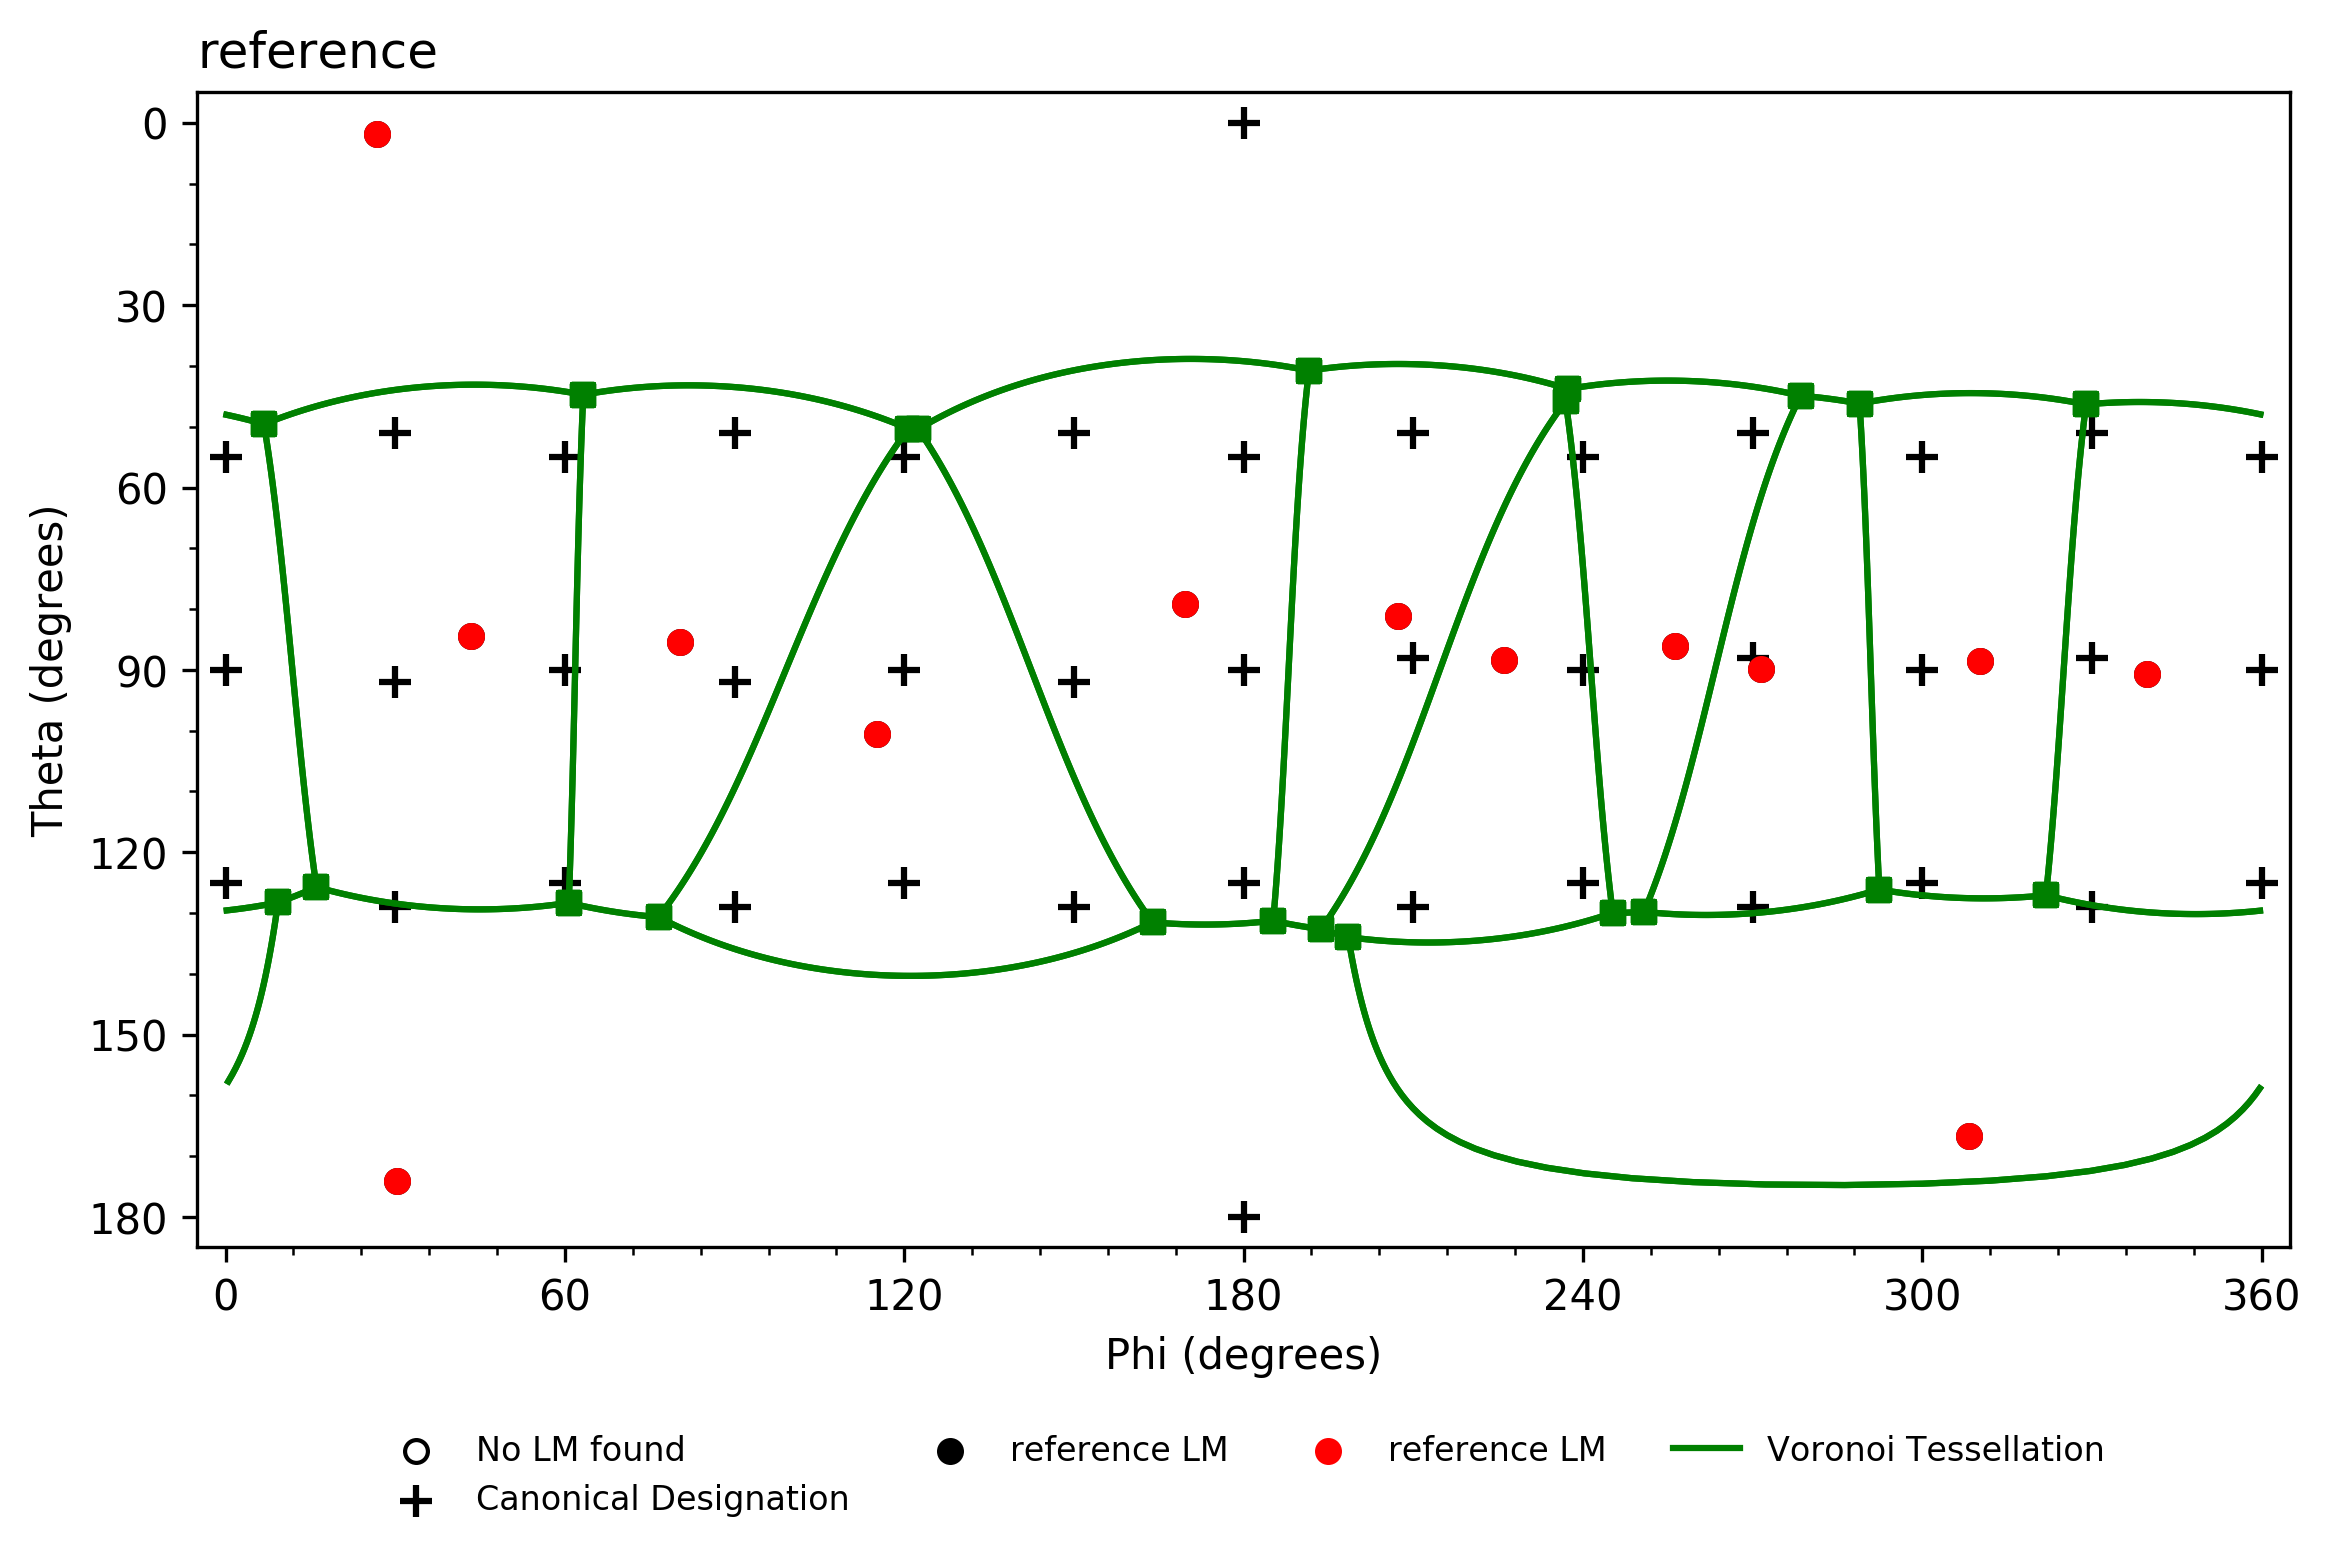 reference
0
30
60
90
120
150
180
Theta (degrees)
0 60 120 180 240 300 360
Phi (degrees)
No LM found
Canonical Designation
reference LM
reference LM
Voronoi Tessellation